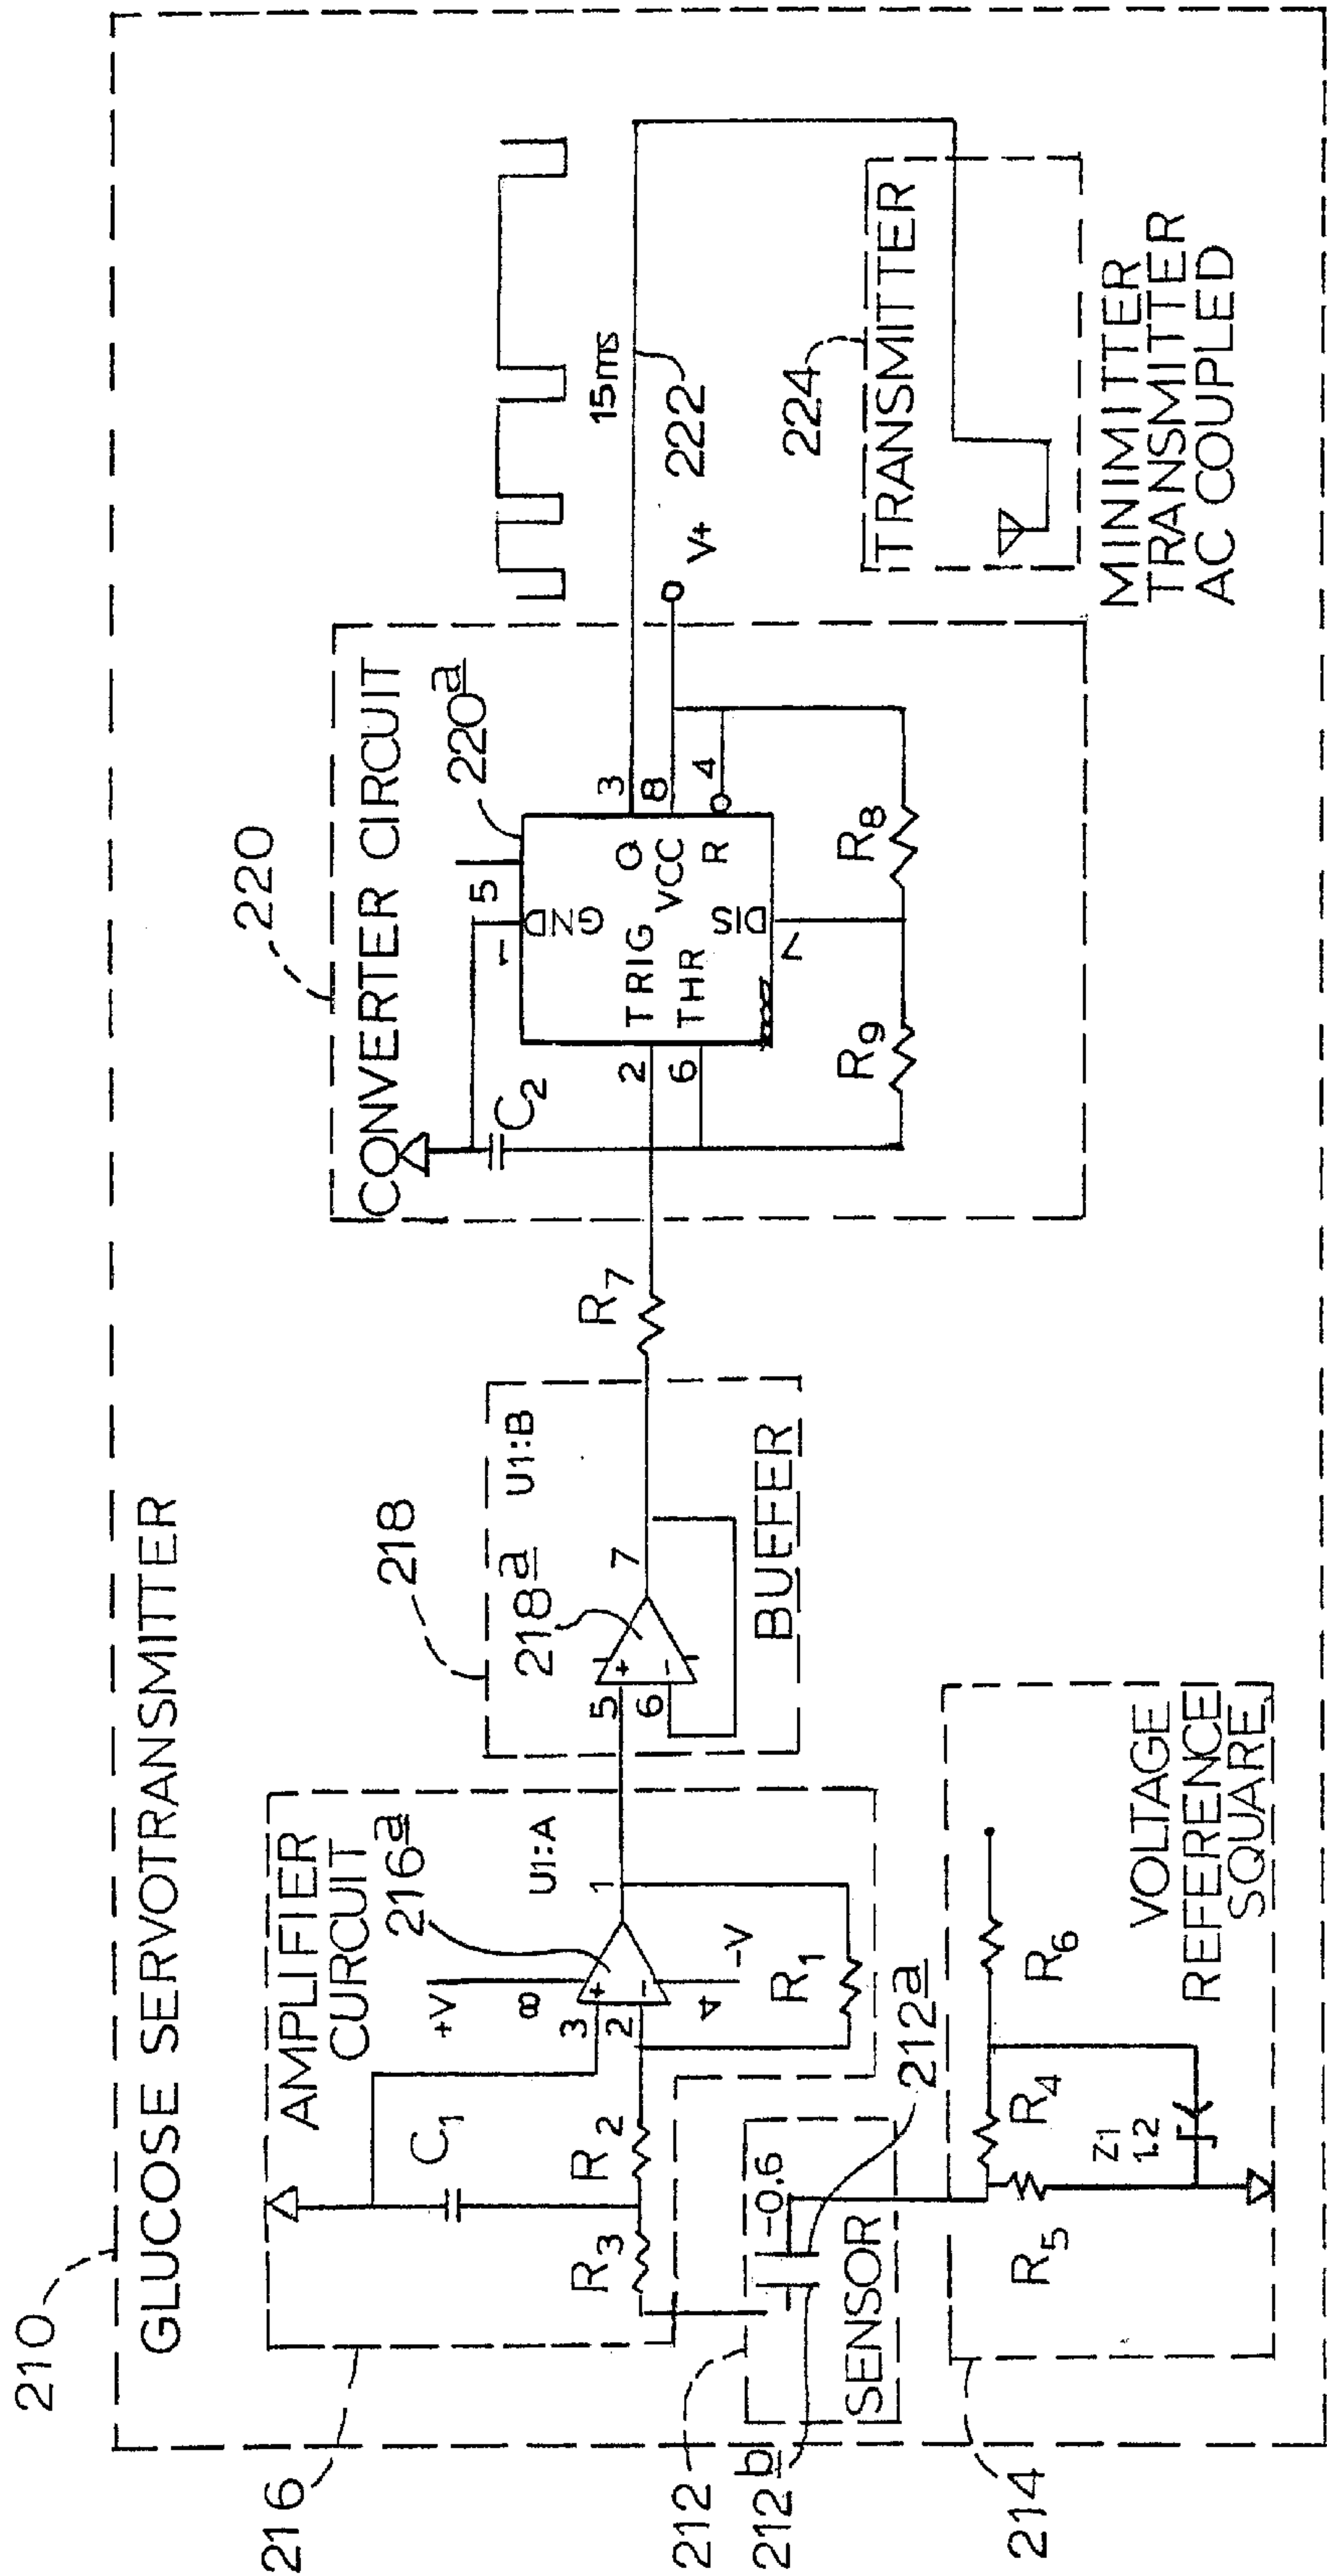 210
GLUCOSE SERVOTRANSMITTER
216
AMPLIFIER
CURCUIT
216a
+V
8
3
2
4
-V
1
U1:A
C1
R3
R2
R1
212
212b
212a
-0.6
SENSOR
214
R5
R4
R6
Z1
1.2
VOLTAGE
REFERENCE
SQUARE
218
218a
U1:B
5
6
7
BUFFER
R7
220
CONVERTER CIRCUIT
220a
C2
1
5
GND
2
TRIG
6
THR
Q
3
VCC
8
R
4
DIS
7
R9
R8
V+
15ms
222
224
TRANSMITTER
MINIMITTER
TRANSMITTER
AC COUPLED